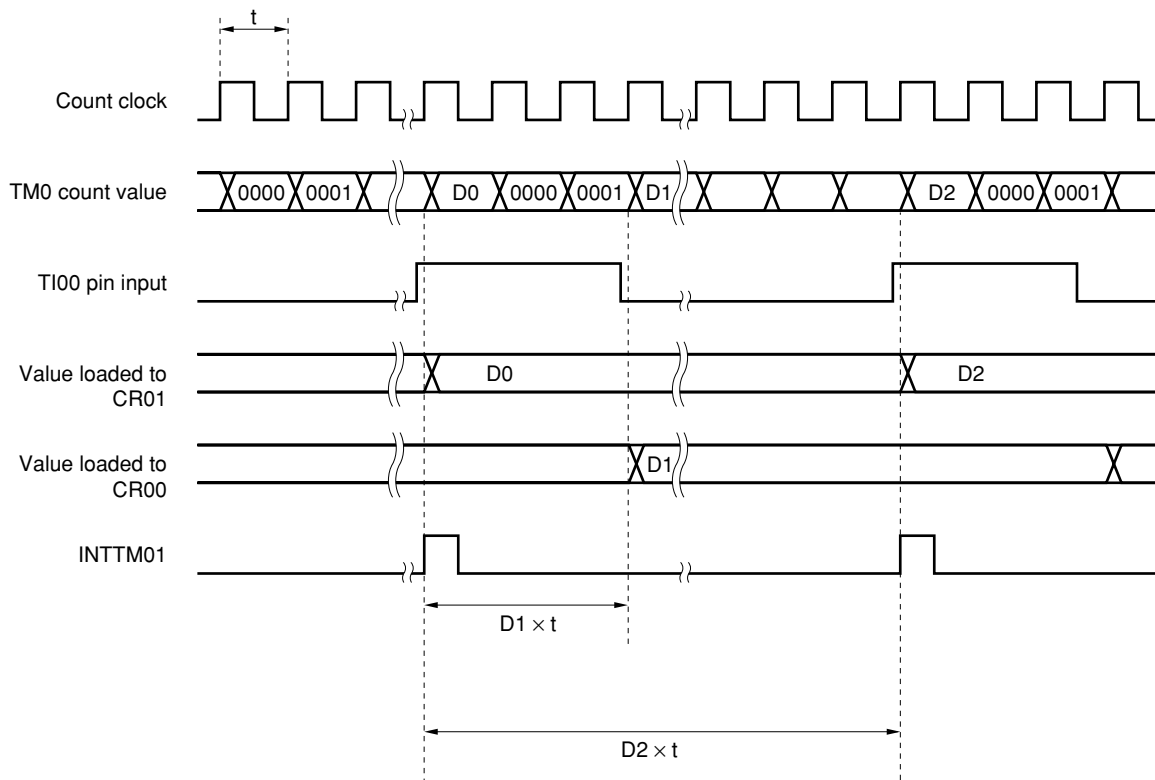 t
Count clock
TM0 count value
0000 0001 D0 0000 0001 D1 D2 0000 0001
TI00 pin input
Value loaded to
CR01
D0 D2
Value loaded to
CR00
D1
INTTM01
D1 × t
D2 × t